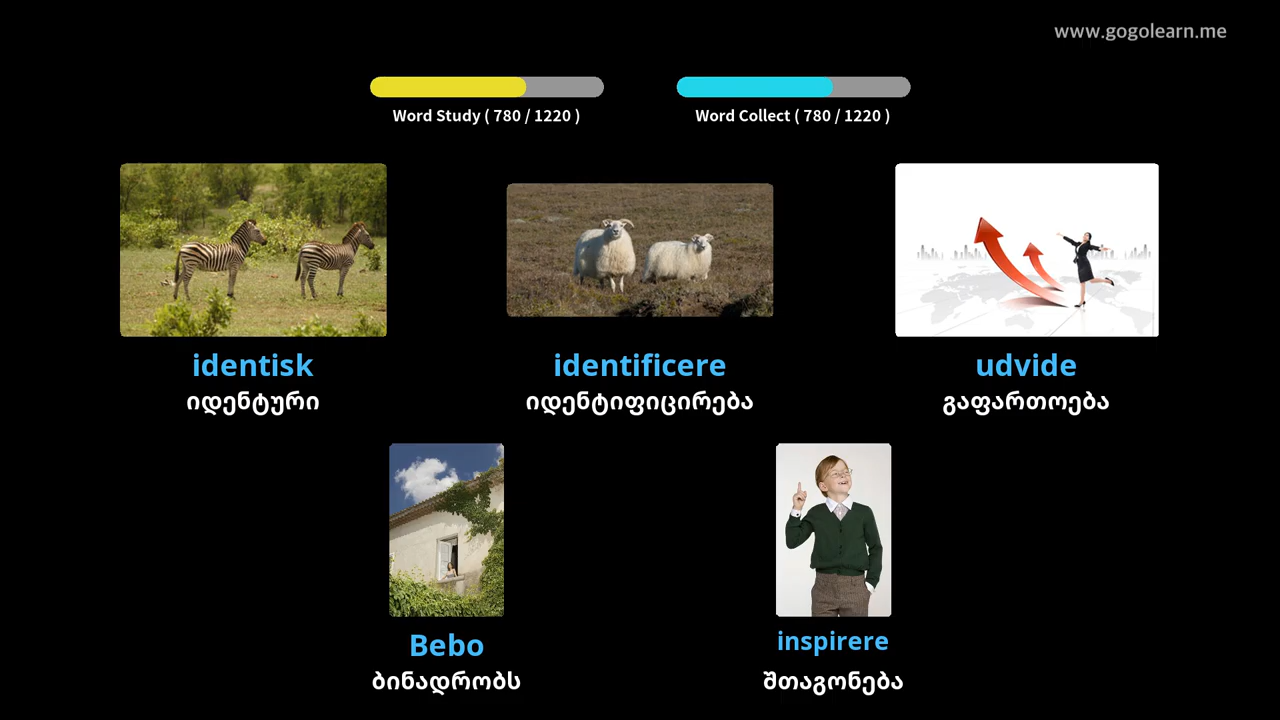 www.gogolearn.me
Word Study ( 780 / 1220 )
Word Collect ( 780 / 1220 )
identisk
იდენტური
identificere
იდენტიფიცირება
udvide
გაფართოება
Bebo
ბინადრობს
inspirere
შთაგონება